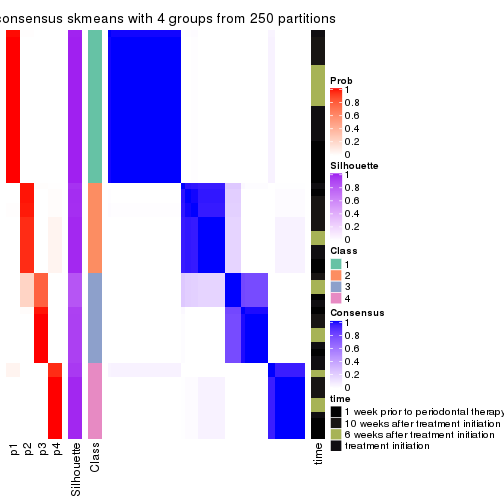 consensus skmeans with 4 groups from 250 partitions
Prob
1
0.8
0.6
0.4
0.2
0
Silhouette
1
0.8
0.6
0.4
0.2
0
Class
1
2
3
4
Consensus
1
0.8
0.6
0.4
0.2
0
time
1 week prior to periodontal therapy
10 weeks after treatment initiation
6 weeks after treatment initiation
treatment initiation
p1
p2
p3
p4
Silhouette
Class
time